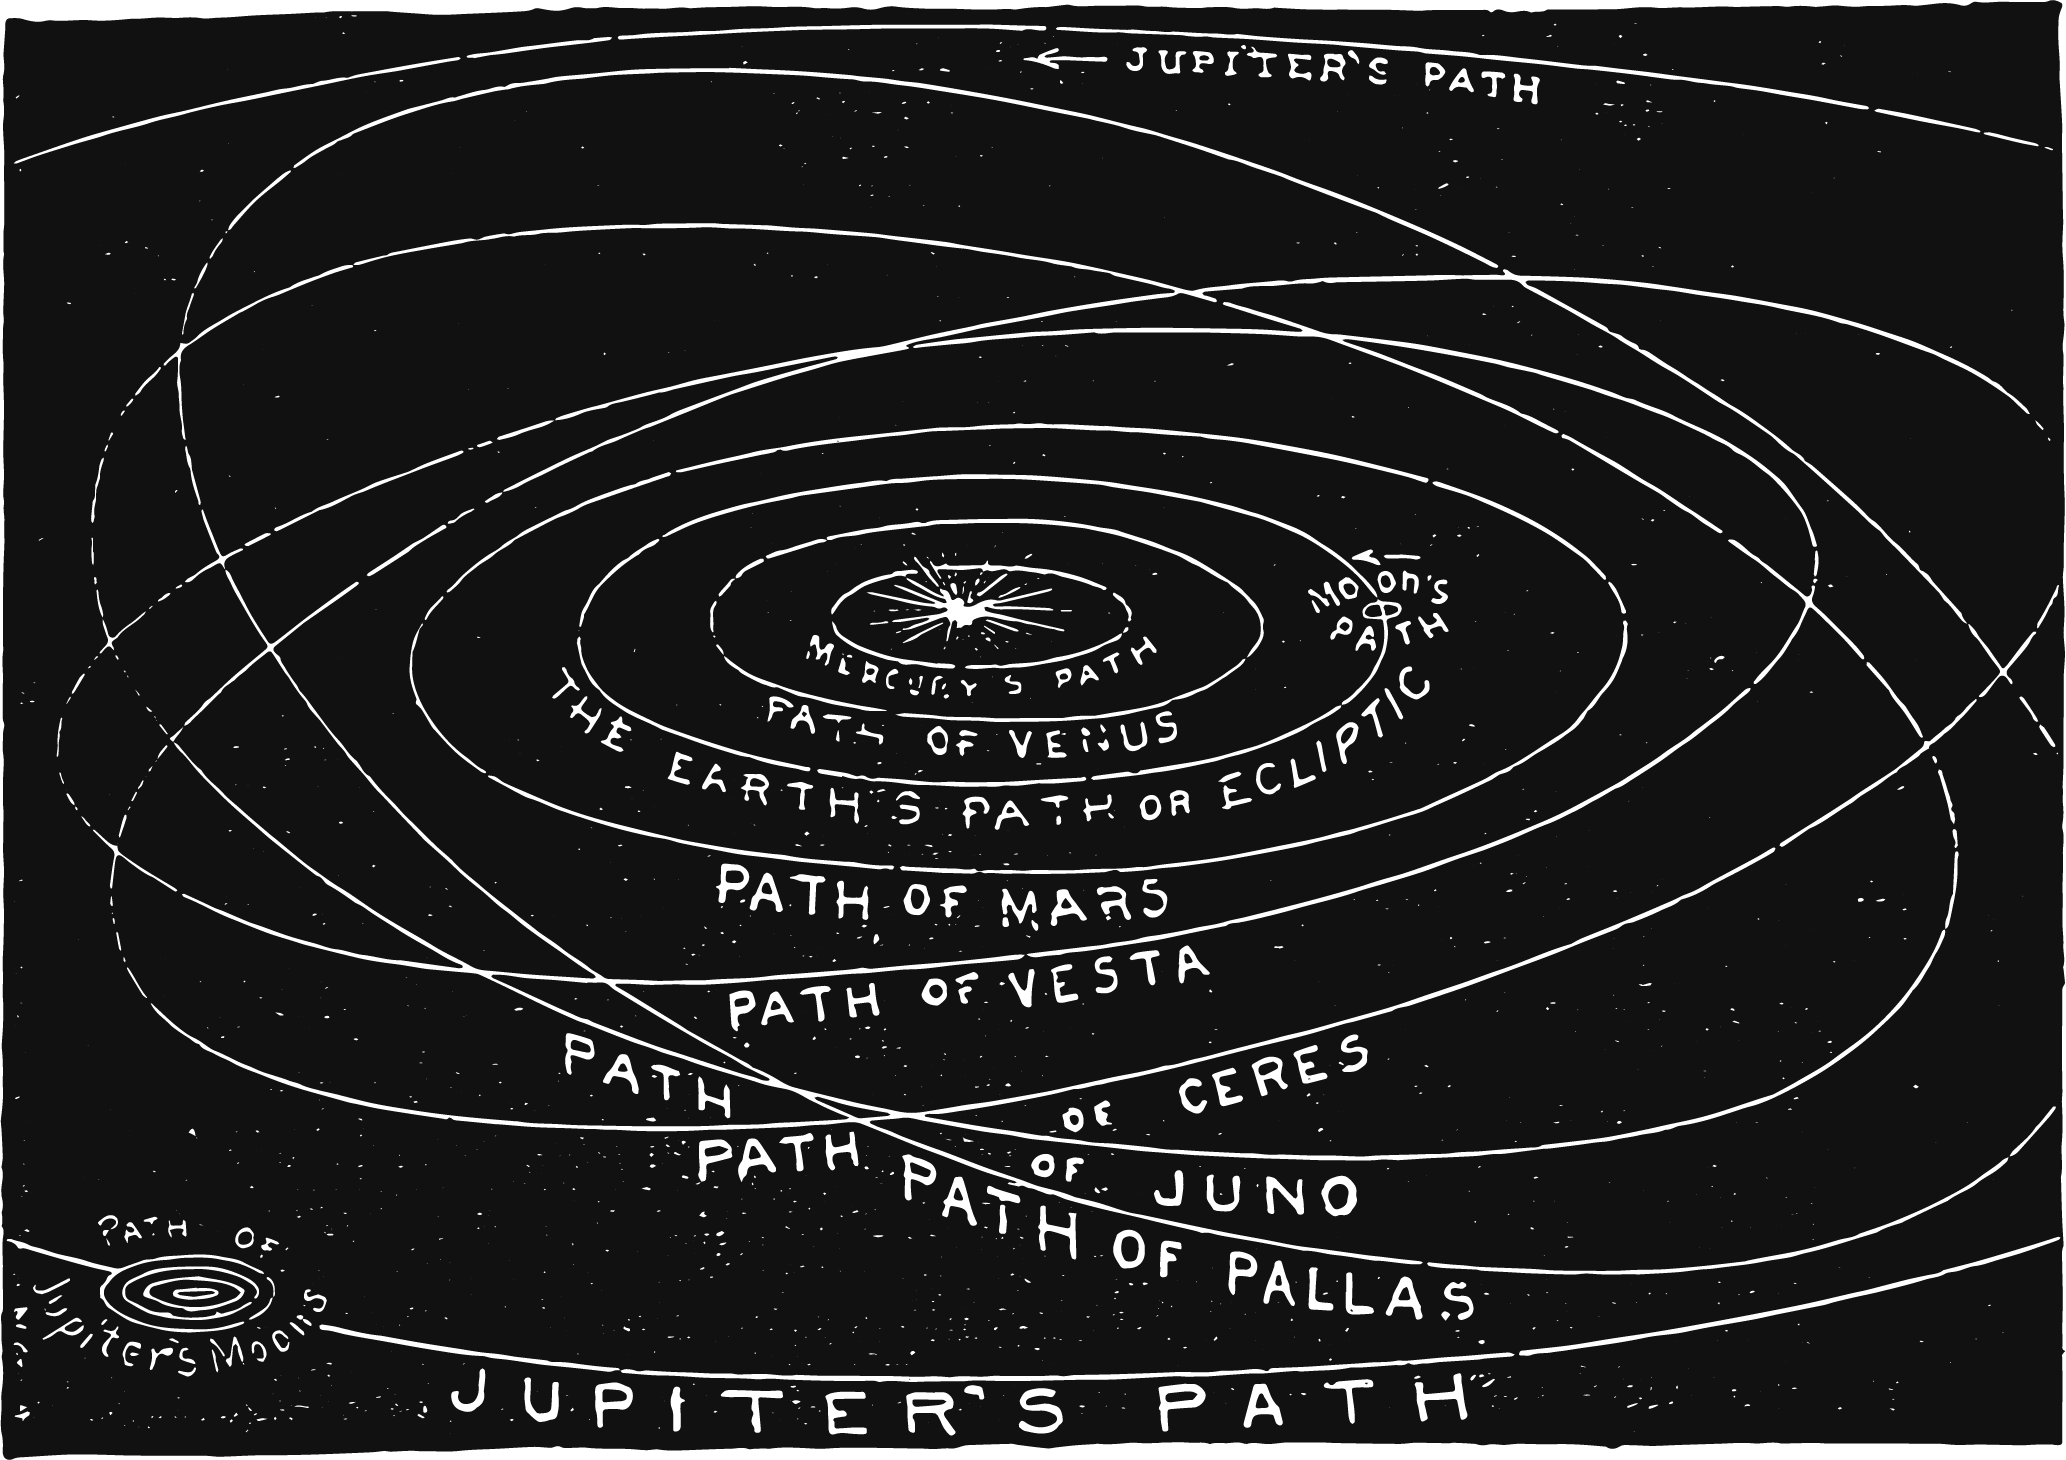 ← JUPITER'S PATH
MOON'S
PATH
MERCURY'S PATH
PATH OF VENUS
THE EARTH'S PATH OR ECLIPTIC
PATH OF MARS
PATH OF VESTA
PATH OF CERES
PATH OF JUNO
PATH OF PALLAS
PATH OF
JUPITER'S MOONS
JUPITER'S PATH